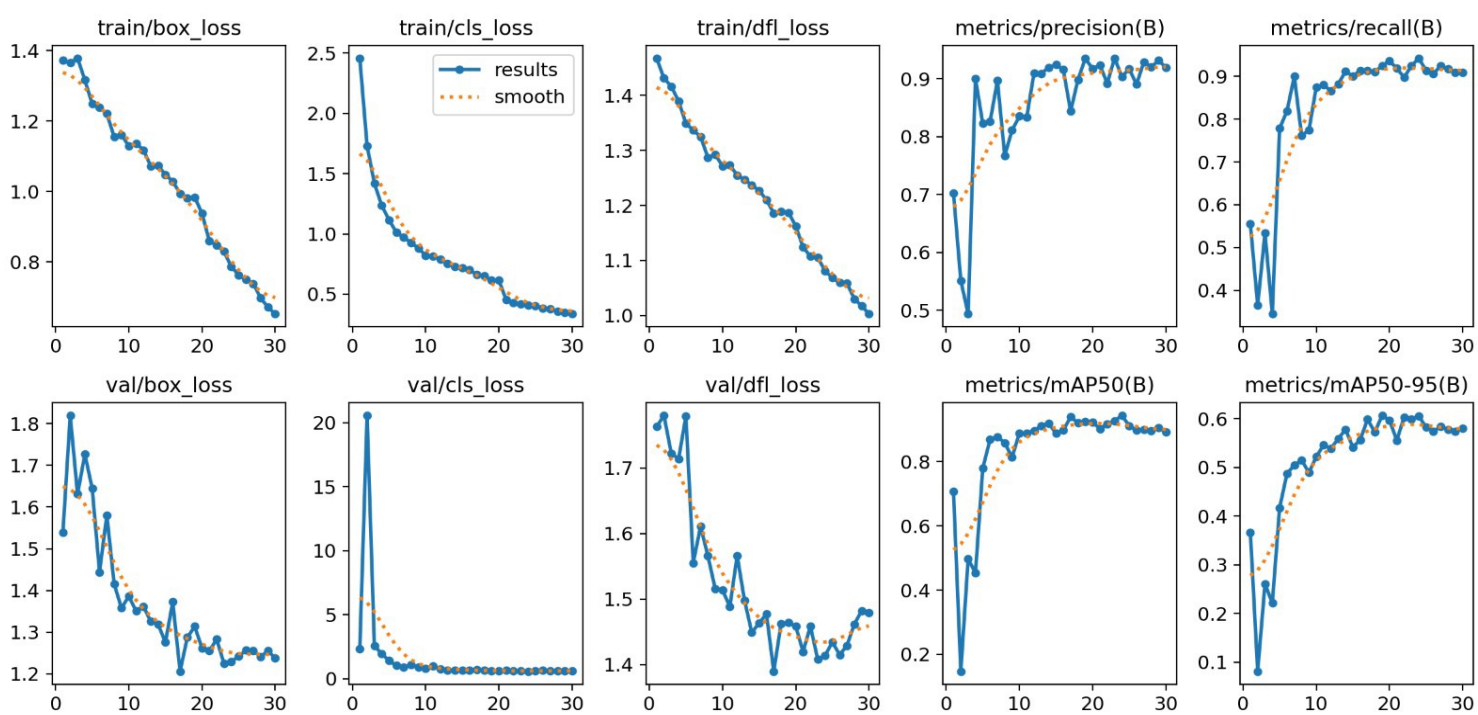 train/box_loss
train/cls_loss
train/dfl_loss
metrics/precision(B)
metrics/recall(B)
1.4
1.2
1.0
0.8
0 10 20 30
2.5
2.0
1.5
1.0
0.5
results
smooth
0 10 20 30
1.4
1.3
1.2
1.1
1.0
0 10 20 30
0.9
0.8
0.7
0.6
0.5
0 10 20 30
0.9
0.8
0.7
0.6
0.5
0.4
0 10 20 30
val/box_loss
val/cls_loss
val/dfl_loss
metrics/mAP50(B)
metrics/mAP50-95(B)
1.8
1.7
1.6
1.5
1.4
1.3
1.2
0 10 20 30
20
15
10
5
0
0 10 20 30
1.7
1.6
1.5
1.4
0 10 20 30
0.8
0.6
0.4
0.2
0 10 20 30
0.6
0.5
0.4
0.3
0.2
0.1
0 10 20 30